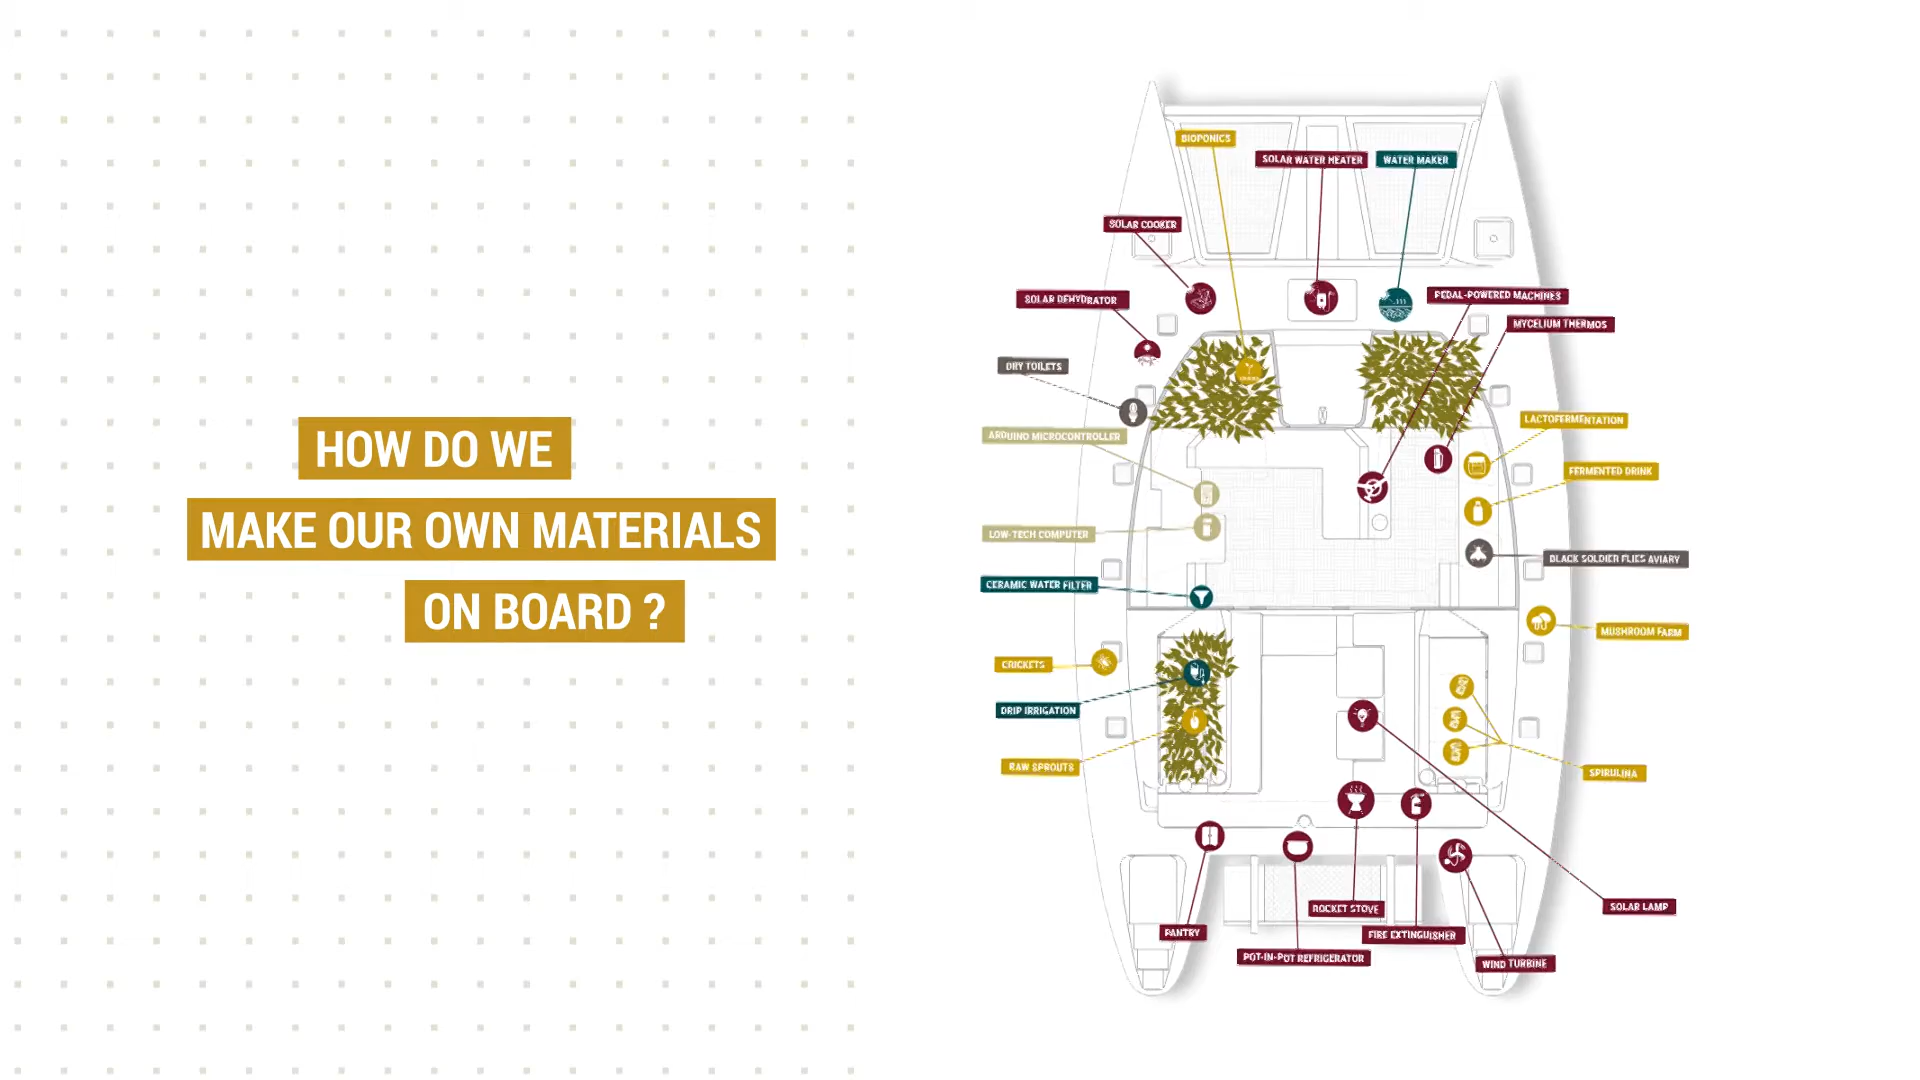 HOW DO WE
MAKE OUR OWN MATERIALS
ON BOARD ?
BIOPONICS
SOLAR WATER HEATER
WATER MAKER
SOLAR COOKER
SOLAR DEHYDRATOR
PEDAL-POWERED MACHINES
MYCELIUM THERMOS
DRY TOILETS
LACTOFERMENTATION
ARDUINO MICROCONTROLLER
FERMENTED DRINK
LOW-TECH COMPUTER
BLACK SOLDIER FLIES AVIARY
CERAMIC WATER FILTER
MUSHROOM FARM
CRICKETS
DRIP IRRIGATION
RAW SPROUTS
SPIRULINA
SOLAR LAMP
ROCKET STOVE
PANTRY
FIRE EXTINGUISHER
POT-IN-POT REFRIGERATOR
WIND TURBINE